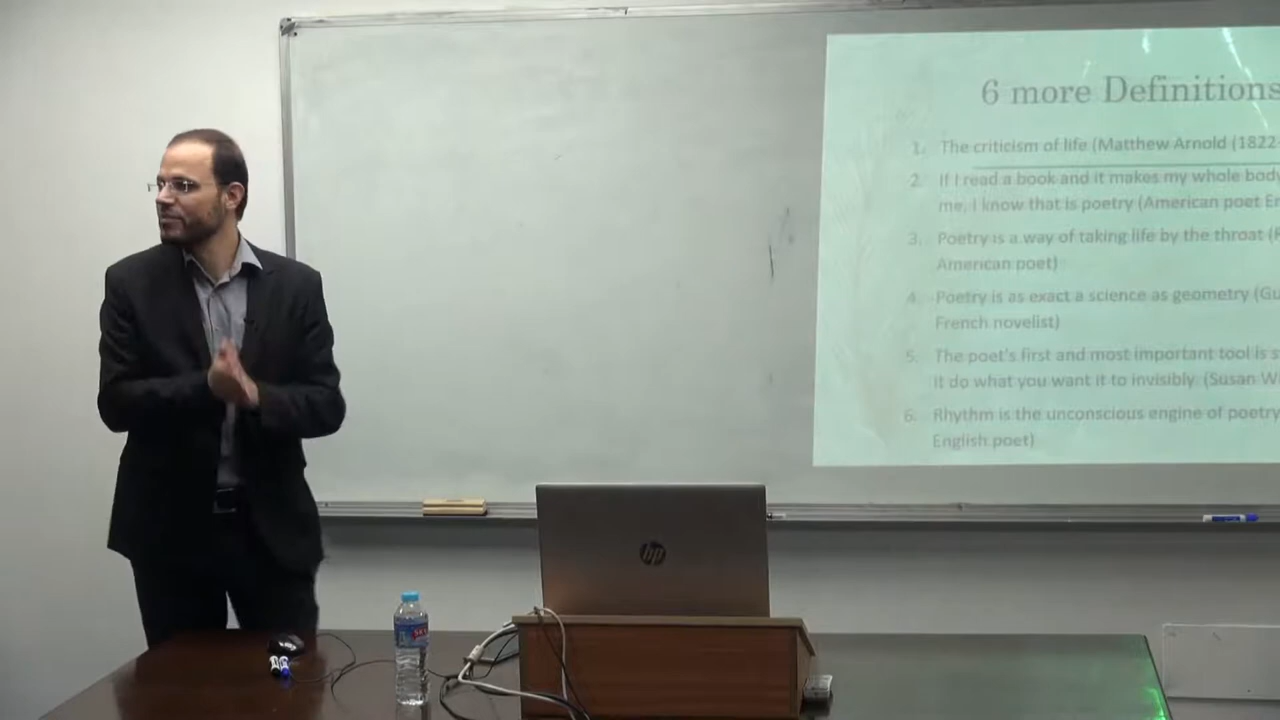 6 more Definitions
1. The criticism of life (Matthew Arnold (1822-
2. If I read a book and it makes my whole body
me, I know that is poetry (American poet
3. Poetry is a way of taking life by the throat (
American poet)
4. Poetry is as exact a science as geometry (
French novelist)
5. The poet's first and most important tool is
it do what you want it to invisibly. (Susan
6. Rhythm is the unconscious engine of poetry
English poet)
hp